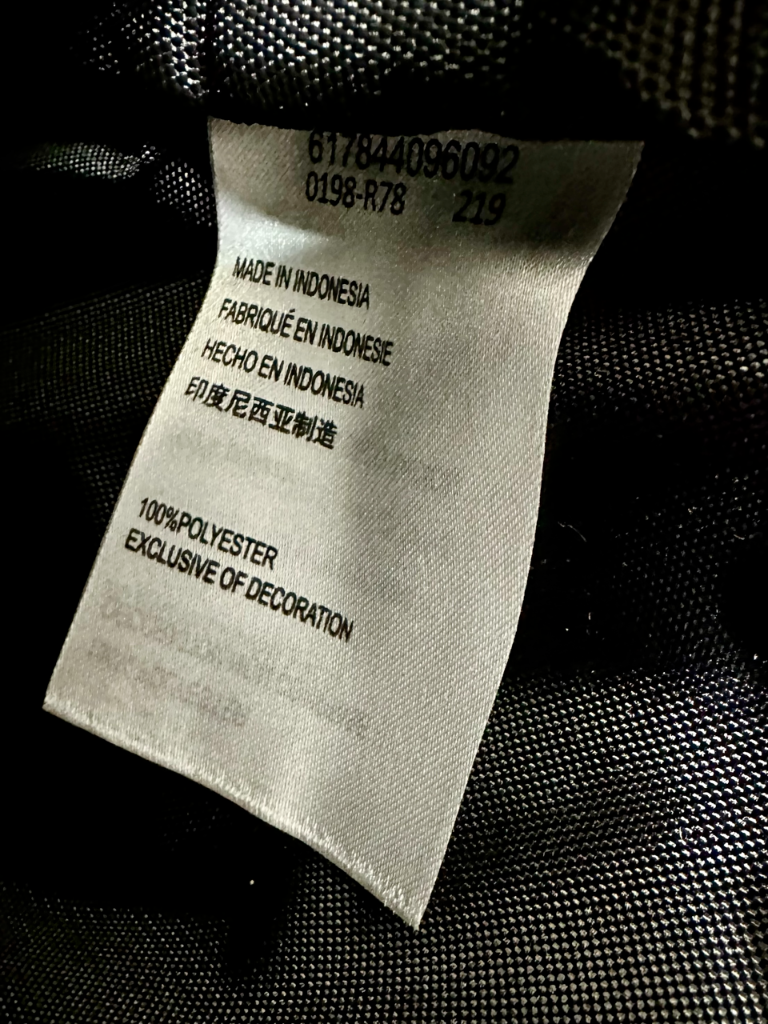 617844096092
0198-R78 219
MADE IN INDONESIA
FABRIQUÉ EN INDONESIE
HECHO EN INDONESIA
印度尼西亚制造
100%POLYESTER
EXCLUSIVE OF DECORATION